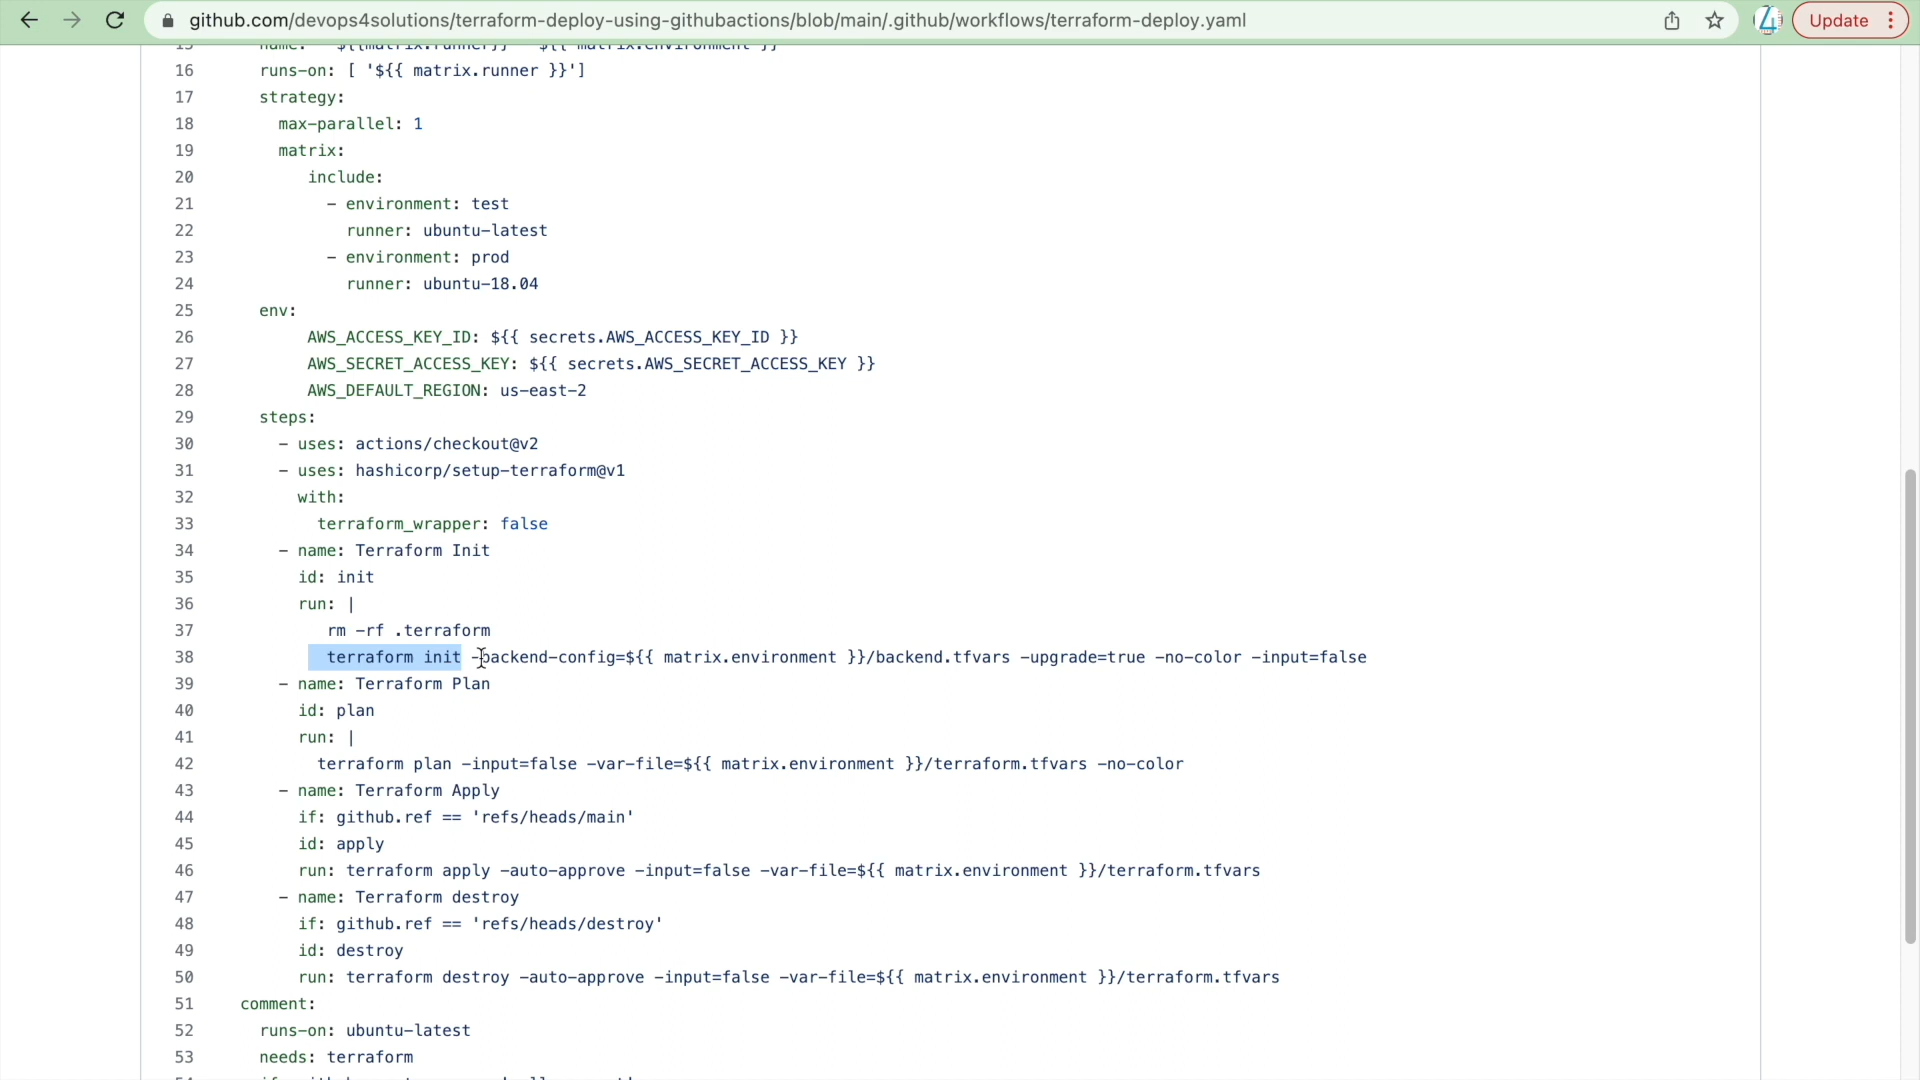 github.com/devops4solutions/terraform-deploy-using-githubactions/blob/main/.github/workflows/terraform-deploy.yaml
Update
15 name: ${{matrix.runner}} ${{ matrix.environment }}
16 runs-on: [ '${{ matrix.runner }}']
17 strategy:
18 max-parallel: 1
19 matrix:
20 include:
21 - environment: test
22 runner: ubuntu-latest
23 - environment: prod
24 runner: ubuntu-18.04
25 env:
26 AWS_ACCESS_KEY_ID: ${{ secrets.AWS_ACCESS_KEY_ID }}
27 AWS_SECRET_ACCESS_KEY: ${{ secrets.AWS_SECRET_ACCESS_KEY }}
28 AWS_DEFAULT_REGION: us-east-2
29 steps:
30 - uses: actions/checkout@v2
31 - uses: hashicorp/setup-terraform@v1
32 with:
33 terraform_wrapper: false
34 - name: Terraform Init
35 id: init
36 run: |
37 rm -rf .terraform
38 terraform init -backend-config=${{ matrix.environment }}/backend.tfvars -upgrade=true -no-color -input=false
39 - name: Terraform Plan
40 id: plan
41 run: |
42 terraform plan -input=false -var-file=${{ matrix.environment }}/terraform.tfvars -no-color
43 - name: Terraform Apply
44 if: github.ref == 'refs/heads/main'
45 id: apply
46 run: terraform apply -auto-approve -input=false -var-file=${{ matrix.environment }}/terraform.tfvars
47 - name: Terraform destroy
48 if: github.ref == 'refs/heads/destroy'
49 id: destroy
50 run: terraform destroy -auto-approve -input=false -var-file=${{ matrix.environment }}/terraform.tfvars
51 comment:
52 runs-on: ubuntu-latest
53 needs: terraform